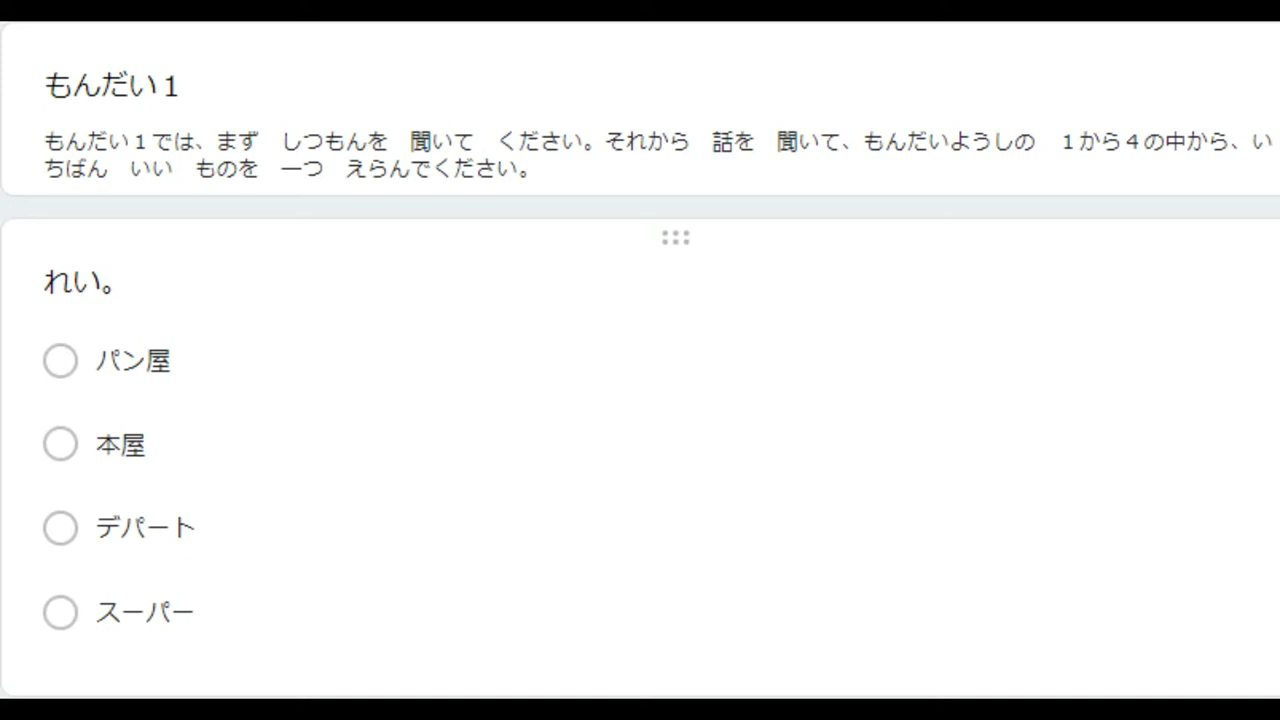 もんだい１
もんだい１では、まず　しつもんを　聞いて　ください。それから　話を　聞いて、もんだいようしの　１から４の中から、い
ちばん　いい　ものを　一つ　えらんでください。
れい。
パン屋
本屋
デパート
スーパー